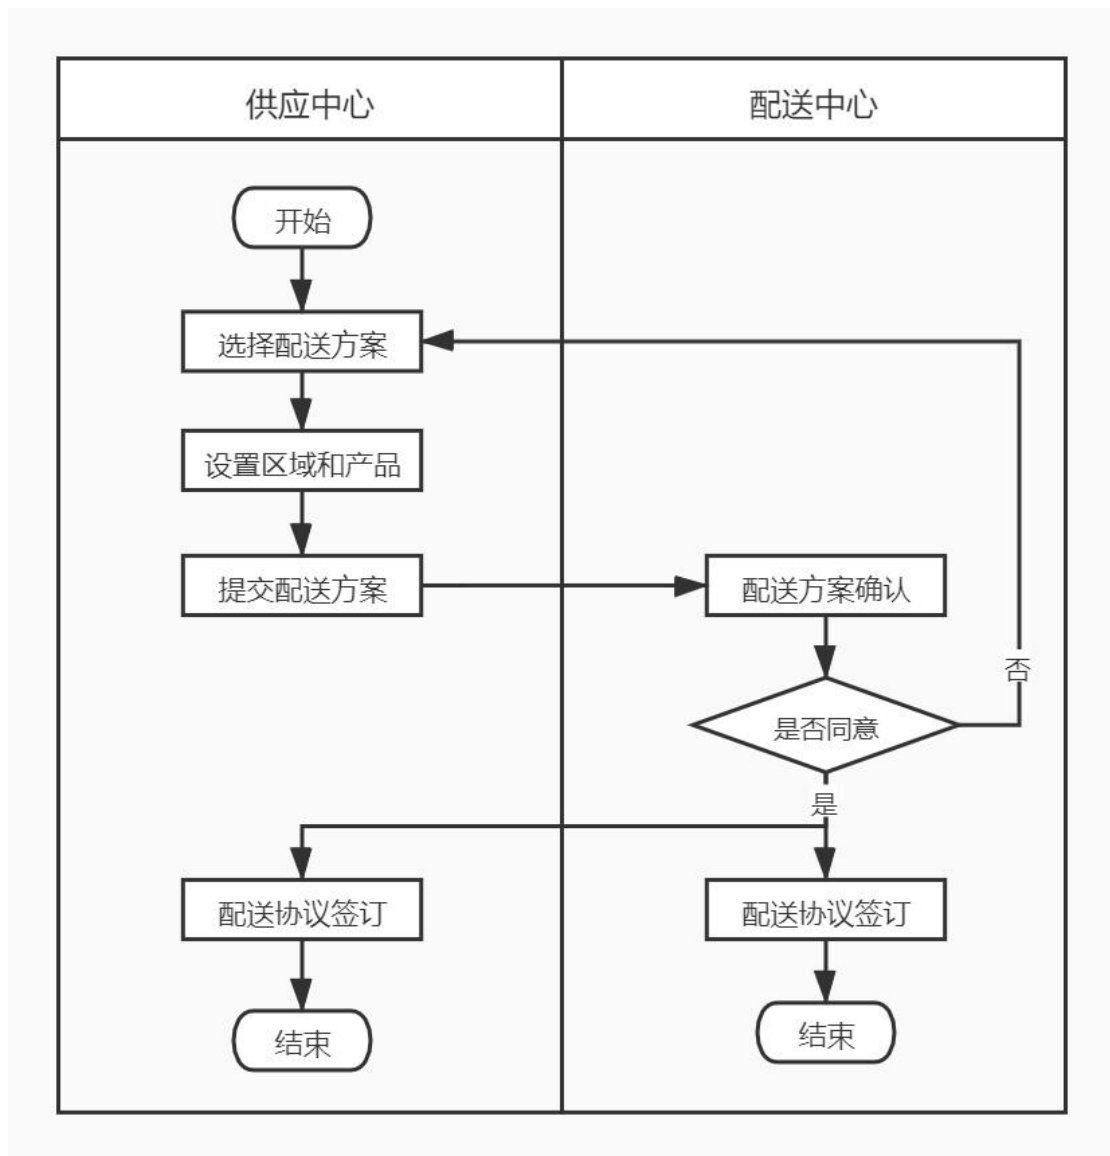 供应中心
配送中心
开始
选择配送方案
设置区域和产品
提交配送方案
配送方案确认
否
是否同意
是
配送协议签订
配送协议签订
结束
结束